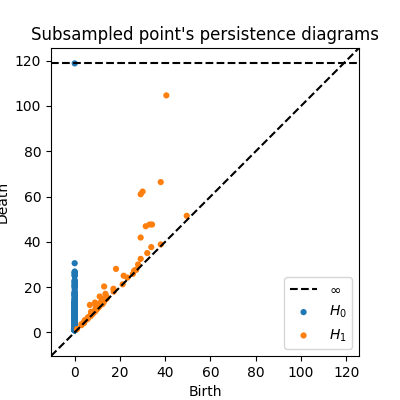 Subsampled point's persistence diagrams
120
100
80
60
40
20
0
Death
0 20 40 60 80 100 120
Birth
∞
H₀
H₁